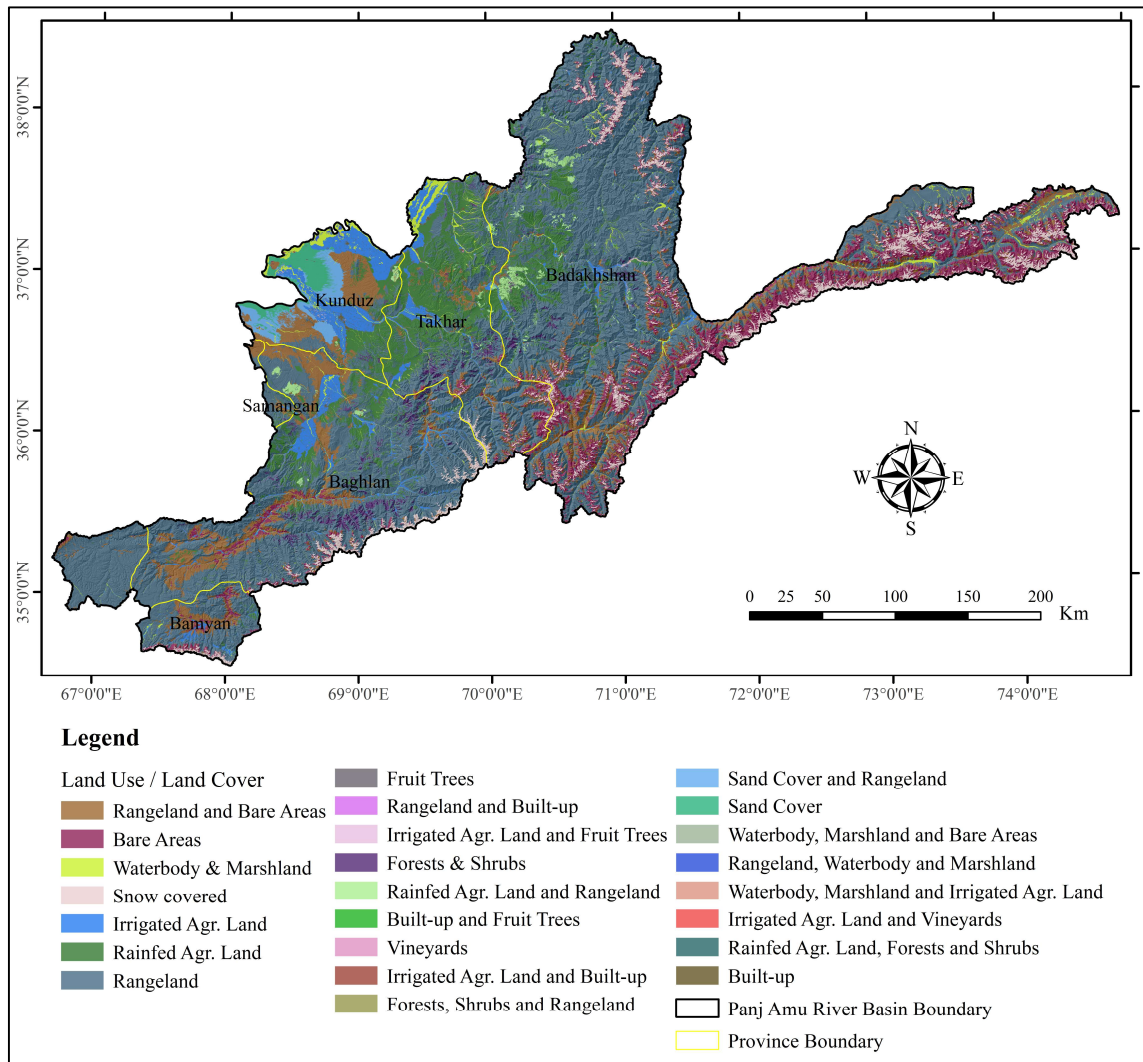 38°0'0"N
37°0'0"N
36°0'0"N
35°0'0"N
Badakhshan
Kunduz
Takhar
Samangan
Baghlan
Bamyan
N
W E
S
0 25 50 100 150 200
Km
67°0'0"E 68°0'0"E 69°0'0"E 70°0'0"E 71°0'0"E 72°0'0"E 73°0'0"E 74°0'0"E
Legend
Land Use / Land Cover
Rangeland and Bare Areas
Bare Areas
Waterbody & Marshland
Snow covered
Irrigated Agr. Land
Rainfed Agr. Land
Rangeland
Fruit Trees
Rangeland and Built-up
Irrigated Agr. Land and Fruit Trees
Forests & Shrubs
Rainfed Agr. Land and Rangeland
Built-up and Fruit Trees
Vineyards
Irrigated Agr. Land and Built-up
Forests, Shrubs and Rangeland
Sand Cover and Rangeland
Sand Cover
Waterbody, Marshland and Bare Areas
Rangeland, Waterbody and Marshland
Waterbody, Marshland and Irrigated Agr. Land
Irrigated Agr. Land and Vineyards
Rainfed Agr. Land, Forests and Shrubs
Built-up
Panj Amu River Basin Boundary
Province Boundary